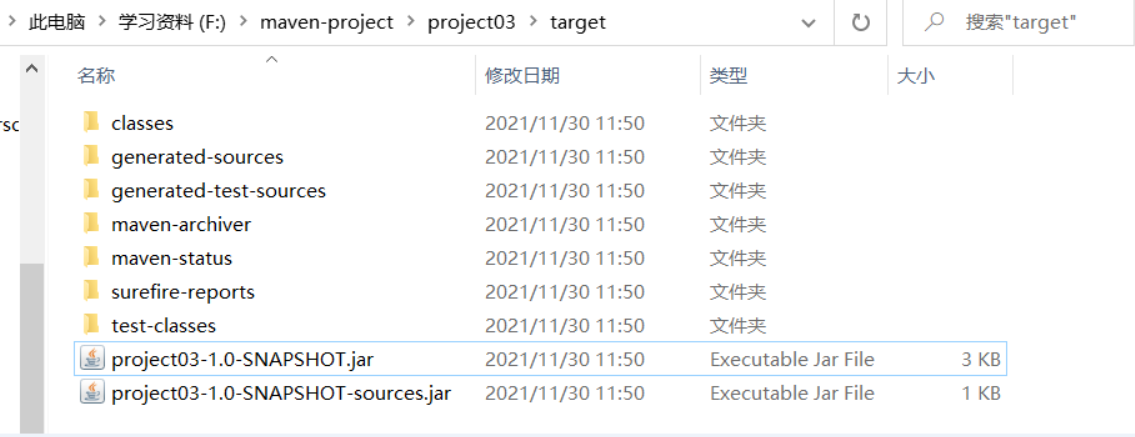 此电脑 > 学习资料 (F:) > maven-project > project03 > target 搜索"target"
名称 修改日期 类型 大小
classes 2021/11/30 11:50 文件夹
generated-sources 2021/11/30 11:50 文件夹
generated-test-sources 2021/11/30 11:50 文件夹
maven-archiver 2021/11/30 11:50 文件夹
maven-status 2021/11/30 11:50 文件夹
surefire-reports 2021/11/30 11:50 文件夹
test-classes 2021/11/30 11:50 文件夹
project03-1.0-SNAPSHOT.jar 2021/11/30 11:50 Executable Jar File 3 KB
project03-1.0-SNAPSHOT-sources.jar 2021/11/30 11:50 Executable Jar File 1 KB